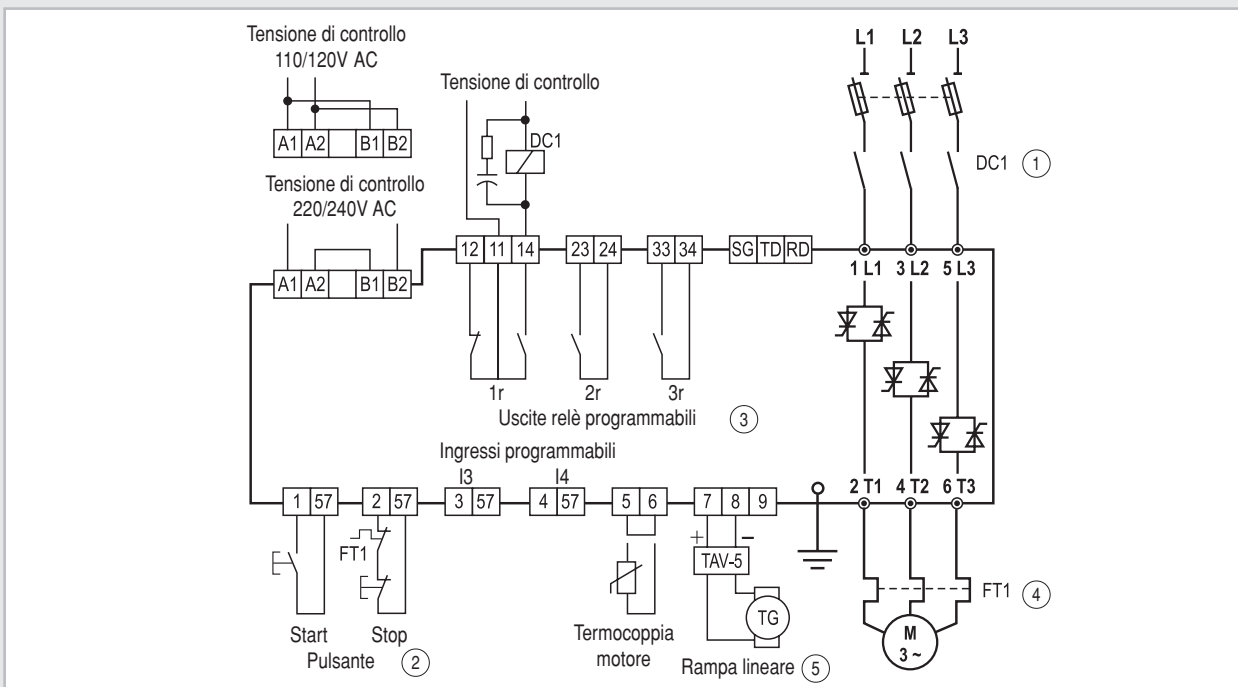 Tensione di controllo
110/120V AC
A1 A2 B1 B2
Tensione di controllo
220/240V AC
A1 A2 B1 B2
Tensione di controllo
DC1
12 11 14
23 24
33 34
SG TD RD
1r
2r
3r
Uscite relè programmabili 3
L1 L2 L3
DC1 1
1 L1 3 L2 5 L3
Ingressi programmabili
I3
I4
1 57
2 57
3 57
4 57
5 6
7 8 9
2 T1 4 T2 6 T3
FT1
Start
Stop
Pulsante 2
Termocoppia
motore
+ −
TAV-5
TG
Rampa lineare 5
FT1 4
M
3 ~